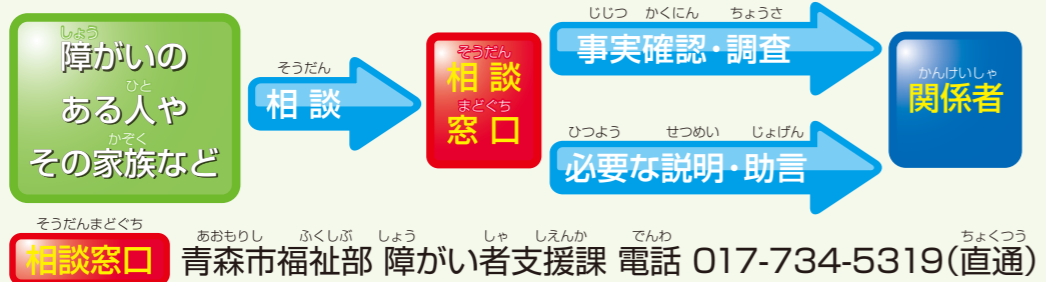 しょう
障がいの
ひと
ある人や
かぞく
その家族など
そうだん
相談
そうだん
相談
まどぐち
窓口
じじつ かくにん ちょうさ
事実確認・調査
ひつよう せつめい じょげん
必要な説明・助言
かんけいしゃ
関係者
そうだんまどぐち あおもりし ふくしぶ しょう しゃ しえんか でんわ ちょくつう
相談窓口 青森市福祉部 障がい者支援課 電話 017-734-5319(直通)